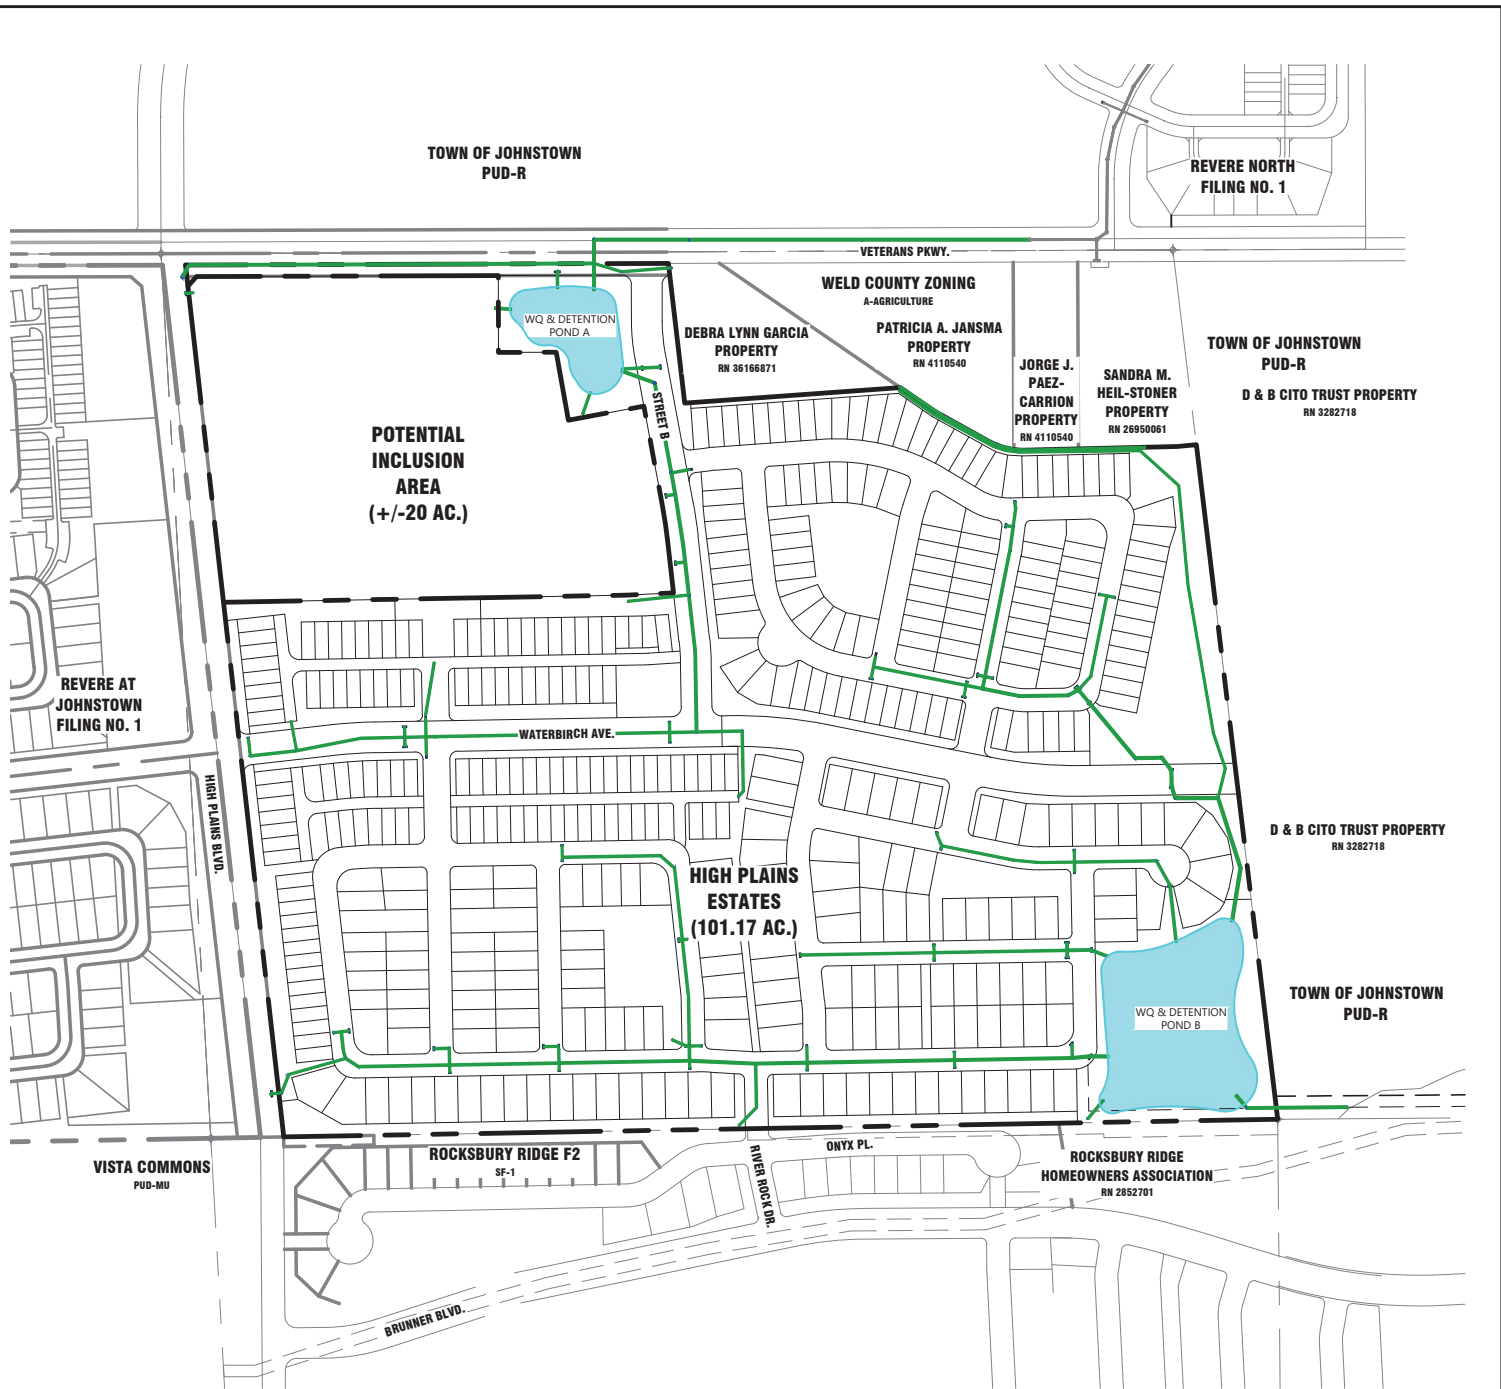 TOWN OF JOHNSTOWN
PUD-R
REVERE NORTH
FILING NO. 1
VETERANS PKWY.
WELD COUNTY ZONING
A-AGRICULTURE
WQ & DETENTION
POND A
DEBRA LYNN GARCIA
PROPERTY
RN 36166871
PATRICIA A. JANSMA
PROPERTY
RN 4110540
JORGE J.
PAEZ-
CARRION
PROPERTY
RN 4110540
SANDRA M.
HEIL-STONER
PROPERTY
RN 26950061
TOWN OF JOHNSTOWN
PUD-R
D & B CITO TRUST PROPERTY
RN 3282718
STREET B
POTENTIAL
INCLUSION
AREA
(+/-20 AC.)
REVERE AT
JOHNSTOWN
FILING NO. 1
WATERBIRCH AVE.
HIGH PLAINS BLVD.
D & B CITO TRUST PROPERTY
RN 3282718
HIGH PLAINS
ESTATES
(101.17 AC.)
WQ & DETENTION
POND B
TOWN OF JOHNSTOWN
PUD-R
VISTA COMMONS
PUD-MU
ROCKSBURY RIDGE F2
SF-1
RIVER ROCK DR.
ONYX PL.
ROCKSBURY RIDGE
HOMEOWNERS ASSOCIATION
RN 2852701
BRUNNER BLVD.